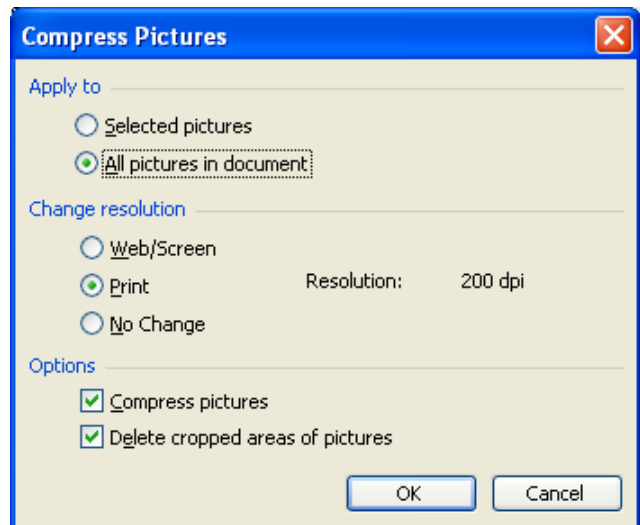 Compress Pictures
Apply to
Selected pictures
All pictures in document
Change resolution
Web/Screen
Print Resolution: 200 dpi
No Change
Options
Compress pictures
Delete cropped areas of pictures
OK Cancel